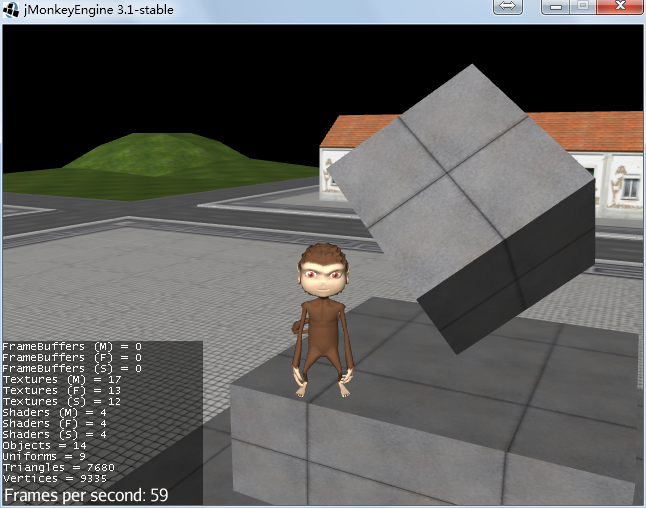 jMonkeyEngine 3.1-stable
FrameBuffers (M) = 0
FrameBuffers (F) = 0
FrameBuffers (S) = 0
Textures (M) = 17
Textures (F) = 13
Textures (S) = 12
Shaders (M) = 4
Shaders (F) = 4
Shaders (S) = 4
Objects = 14
Uniforms = 9
Triangles = 7680
Vertices = 9335
Frames per second: 59